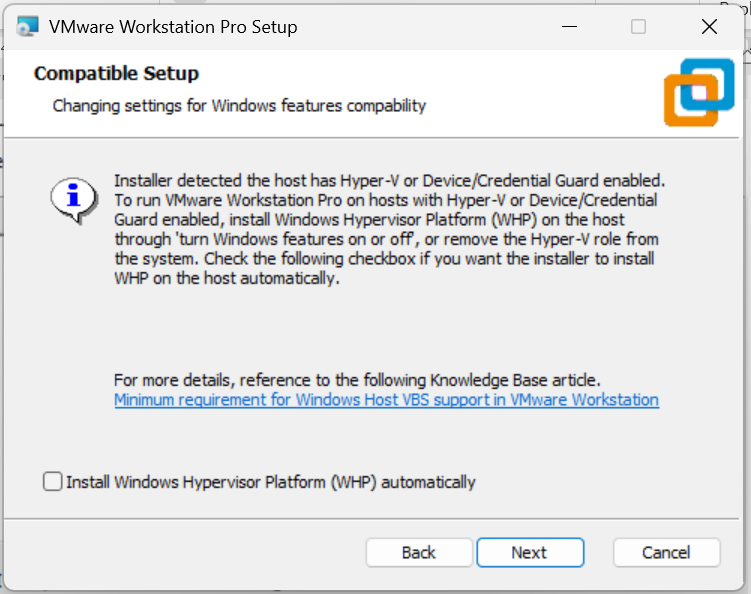 VMware Workstation Pro Setup
Compatible Setup
Changing settings for Windows features compability
Installer detected the host has Hyper-V or Device/Credential Guard enabled.
To run VMware Workstation Pro on hosts with Hyper-V or Device/Credential
Guard enabled, install Windows Hypervisor Platform (WHP) on the host
through 'turn Windows features on or off', or remove the Hyper-V role from
the system. Check the following checkbox if you want the installer to install
WHP on the host automatically.
For more details, reference to the following Knowledge Base article.
Minimum requirement for Windows Host VBS support in VMware Workstation
Install Windows Hypervisor Platform (WHP) automatically
Back Next Cancel